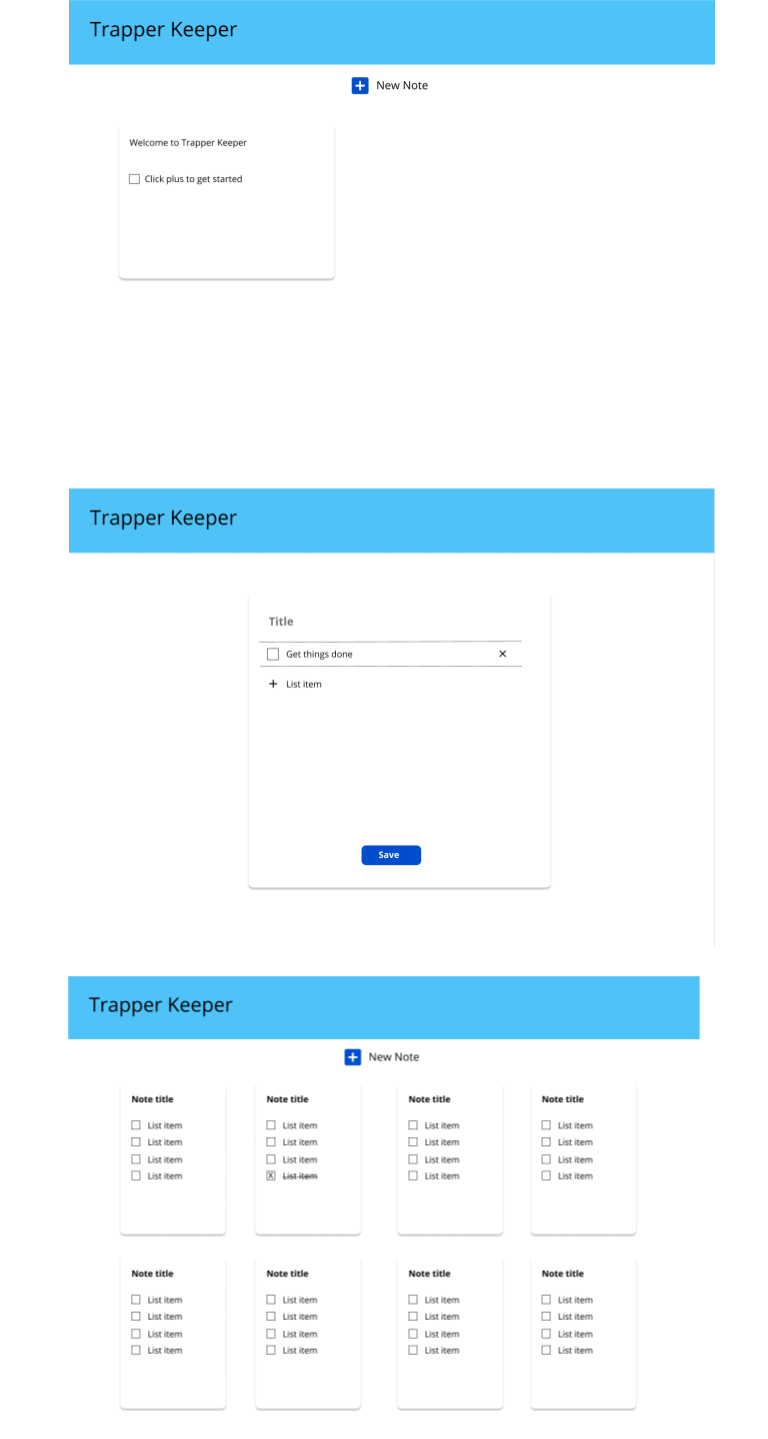 Trapper Keeper
New Note
Welcome to Trapper Keeper
Click plus to get started
Trapper Keeper
Title
Get things done
List item
Save
Trapper Keeper
New Note
Note title Note title Note title Note title
List item List item List item List item
List item List item List item List item
List item List item List item List item
List item List item List item List item
Note title Note title Note title Note title
List item List item List item List item
List item List item List item List item
List item List item List item List item
List item List item List item List item